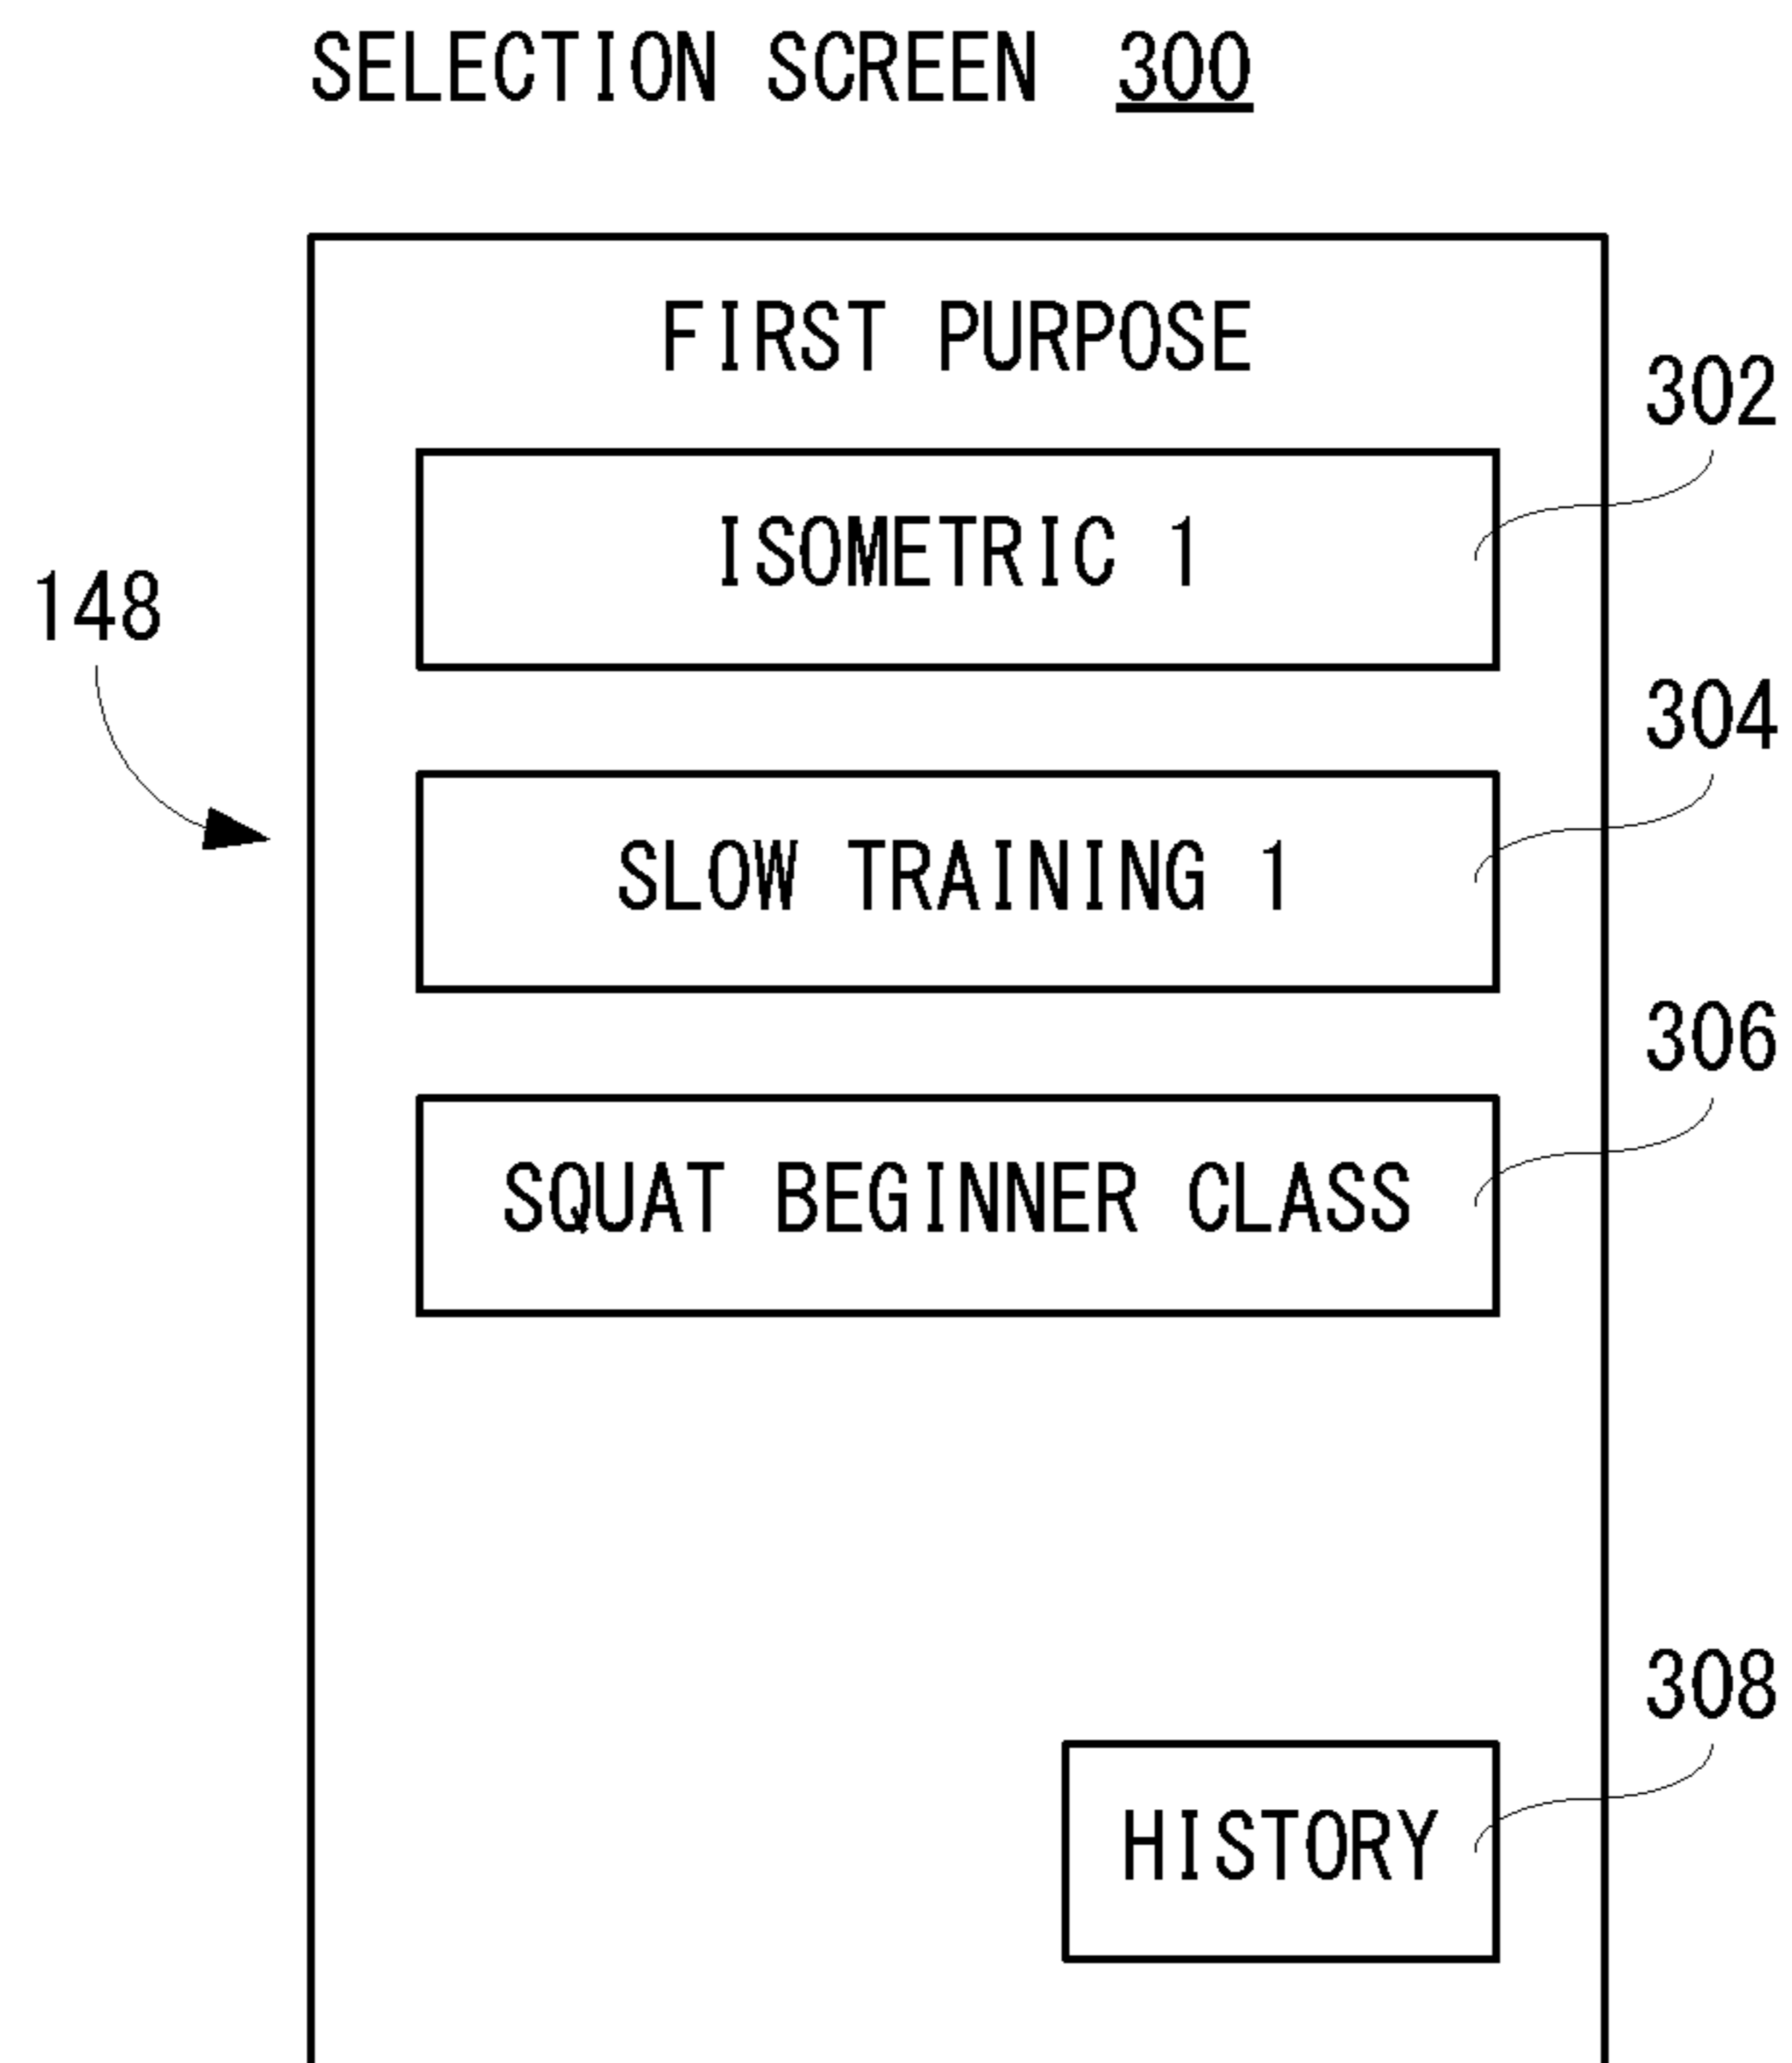 SELECTION SCREEN 300
FIRST PURPOSE
302
ISOMETRIC 1
148
304
SLOW TRAINING 1
306
SQUAT BEGINNER CLASS
308
HISTORY